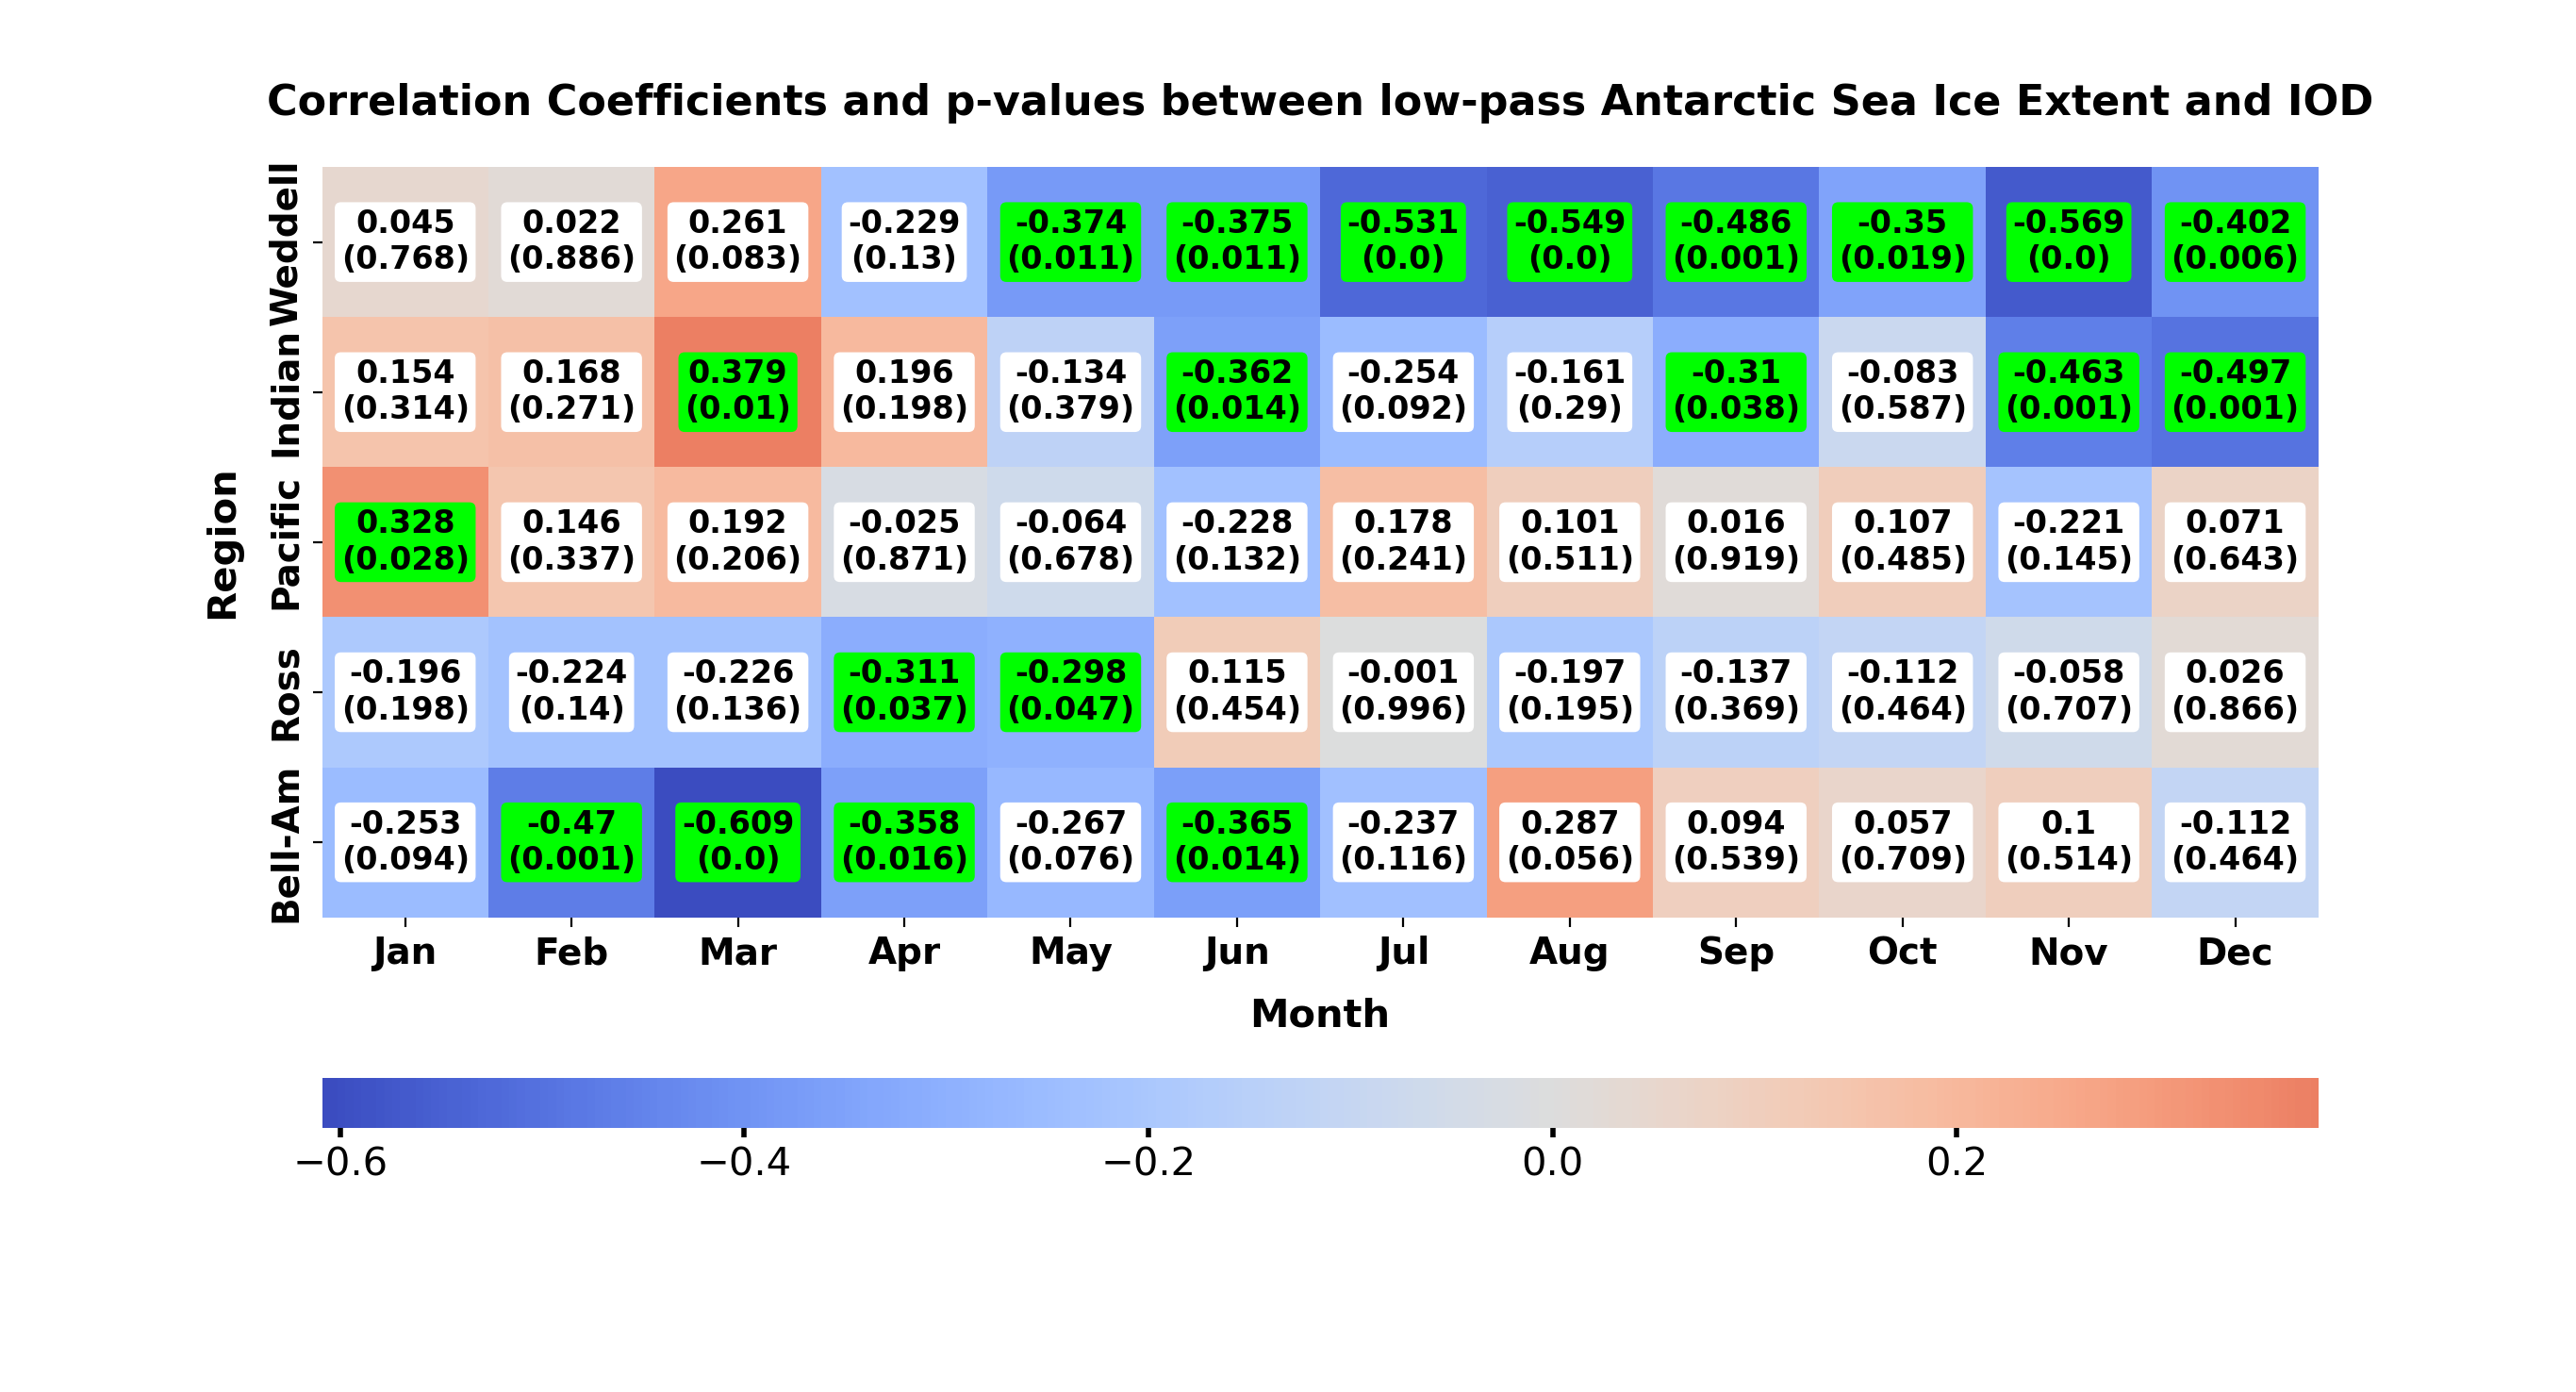 Correlation Coefficients and p-values between low-pass Antarctic Sea Ice Extent and IOD
Region
Weddell
0.045 0.022 0.261 -0.229 -0.374 -0.375 -0.531 -0.549 -0.486 -0.35 -0.569 -0.402
(0.768) (0.886) (0.083) (0.13) (0.011) (0.011) (0.0) (0.0) (0.001) (0.019) (0.0) (0.006)
Indian
0.154 0.168 0.379 0.196 -0.134 -0.362 -0.254 -0.161 -0.31 -0.083 -0.463 -0.497
(0.314) (0.271) (0.01) (0.198) (0.379) (0.014) (0.092) (0.29) (0.038) (0.587) (0.001) (0.001)
Pacific
0.328 0.146 0.192 -0.025 -0.064 -0.228 0.178 0.101 0.016 0.107 -0.221 0.071
(0.028) (0.337) (0.206) (0.871) (0.678) (0.132) (0.241) (0.511) (0.919) (0.485) (0.145) (0.643)
Ross
-0.196 -0.224 -0.226 -0.311 -0.298 0.115 -0.001 -0.197 -0.137 -0.112 -0.058 0.026
(0.198) (0.14) (0.136) (0.037) (0.047) (0.454) (0.996) (0.195) (0.369) (0.464) (0.707) (0.866)
Bell-Am
-0.253 -0.47 -0.609 -0.358 -0.267 -0.365 -0.237 0.287 0.094 0.057 0.1 -0.112
(0.094) (0.001) (0.0) (0.016) (0.076) (0.014) (0.116) (0.056) (0.539) (0.709) (0.514) (0.464)
Jan Feb Mar Apr May Jun Jul Aug Sep Oct Nov Dec
Month
−0.6 −0.4 −0.2 0.0 0.2